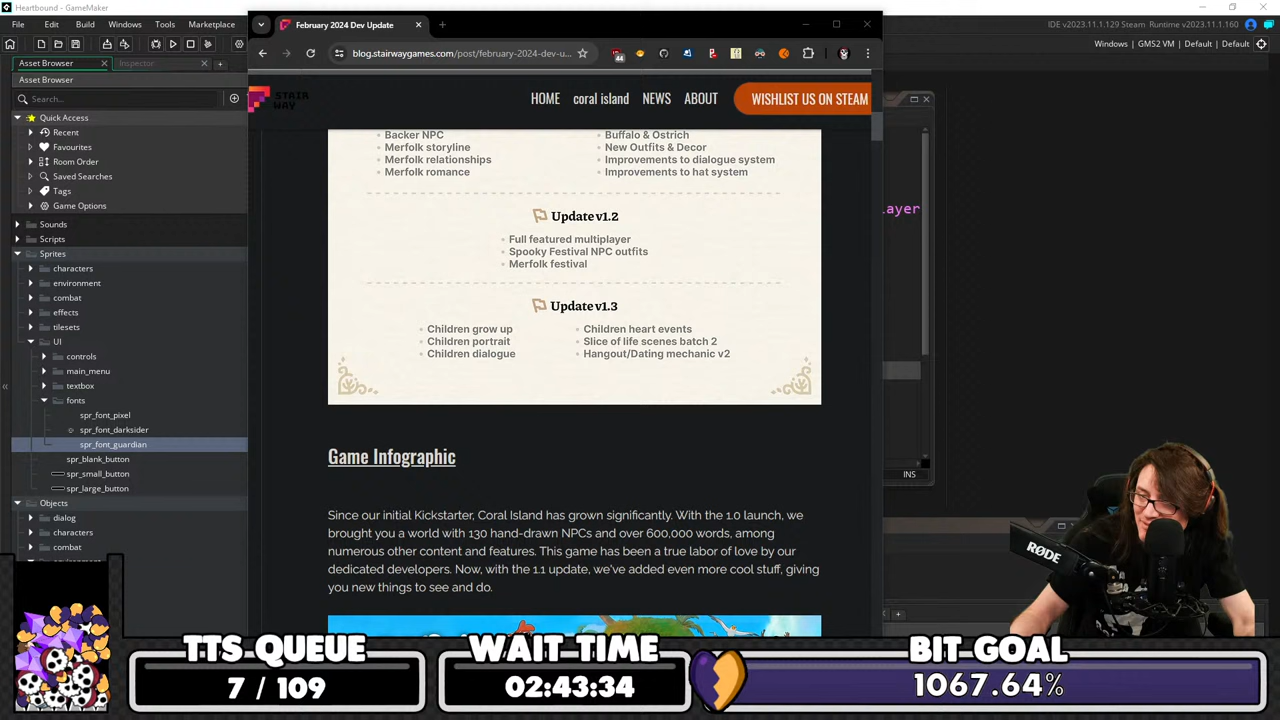 Heartbound - GameMaker
File Edit Build Windows Tools Marketplace
February 2024 Dev Update
IDE v2023.11.1.129 Steam Runtime v2023.11.1.160
blog.stairwaygames.com/post/february-2024-dev-u...
44
Windows | GMS2 VM | Default | Default
Asset Browser
Inspector
Asset Browser
Search...
Quick Access
Recent
Favourites
Room Order
Saved Searches
Tags
Game Options
Sounds
Scripts
Sprites
characters
environment
combat
effects
tilesets
UI
controls
main_menu
textbox
fonts
spr_font_pixel
spr_font_darksider
spr_font_guardian
spr_blank_button
spr_small_button
spr_large_button
Objects
dialog
characters
combat
STAIR
WAY
HOME coral island NEWS ABOUT WISHLIST US ON STEAM
Backer NPC
Merfolk storyline
Merfolk relationships
Merfolk romance
Buffalo & Ostrich
New Outfits & Decor
Improvements to dialogue system
Improvements to hat system
Update v1.2
Full featured multiplayer
Spooky Festival NPC outfits
Merfolk festival
Update v1.3
Children grow up
Children portrait
Children dialogue
Children heart events
Slice of life scenes batch 2
Hangout/Dating mechanic v2
Game Infographic
Since our initial Kickstarter, Coral Island has grown significantly. With the 1.0 launch, we
brought you a world with 130 hand-drawn NPCs and over 600,000 words, among
numerous other content and features. This game has been a true labor of love by our
dedicated developers. Now, with the 1.1 update, we've added even more cool stuff, giving
you new things to see and do.
layer
INS
RØDE
TTS QUEUE
7 / 109
WAIT TIME
02:43:34
BIT GOAL
1067.64%